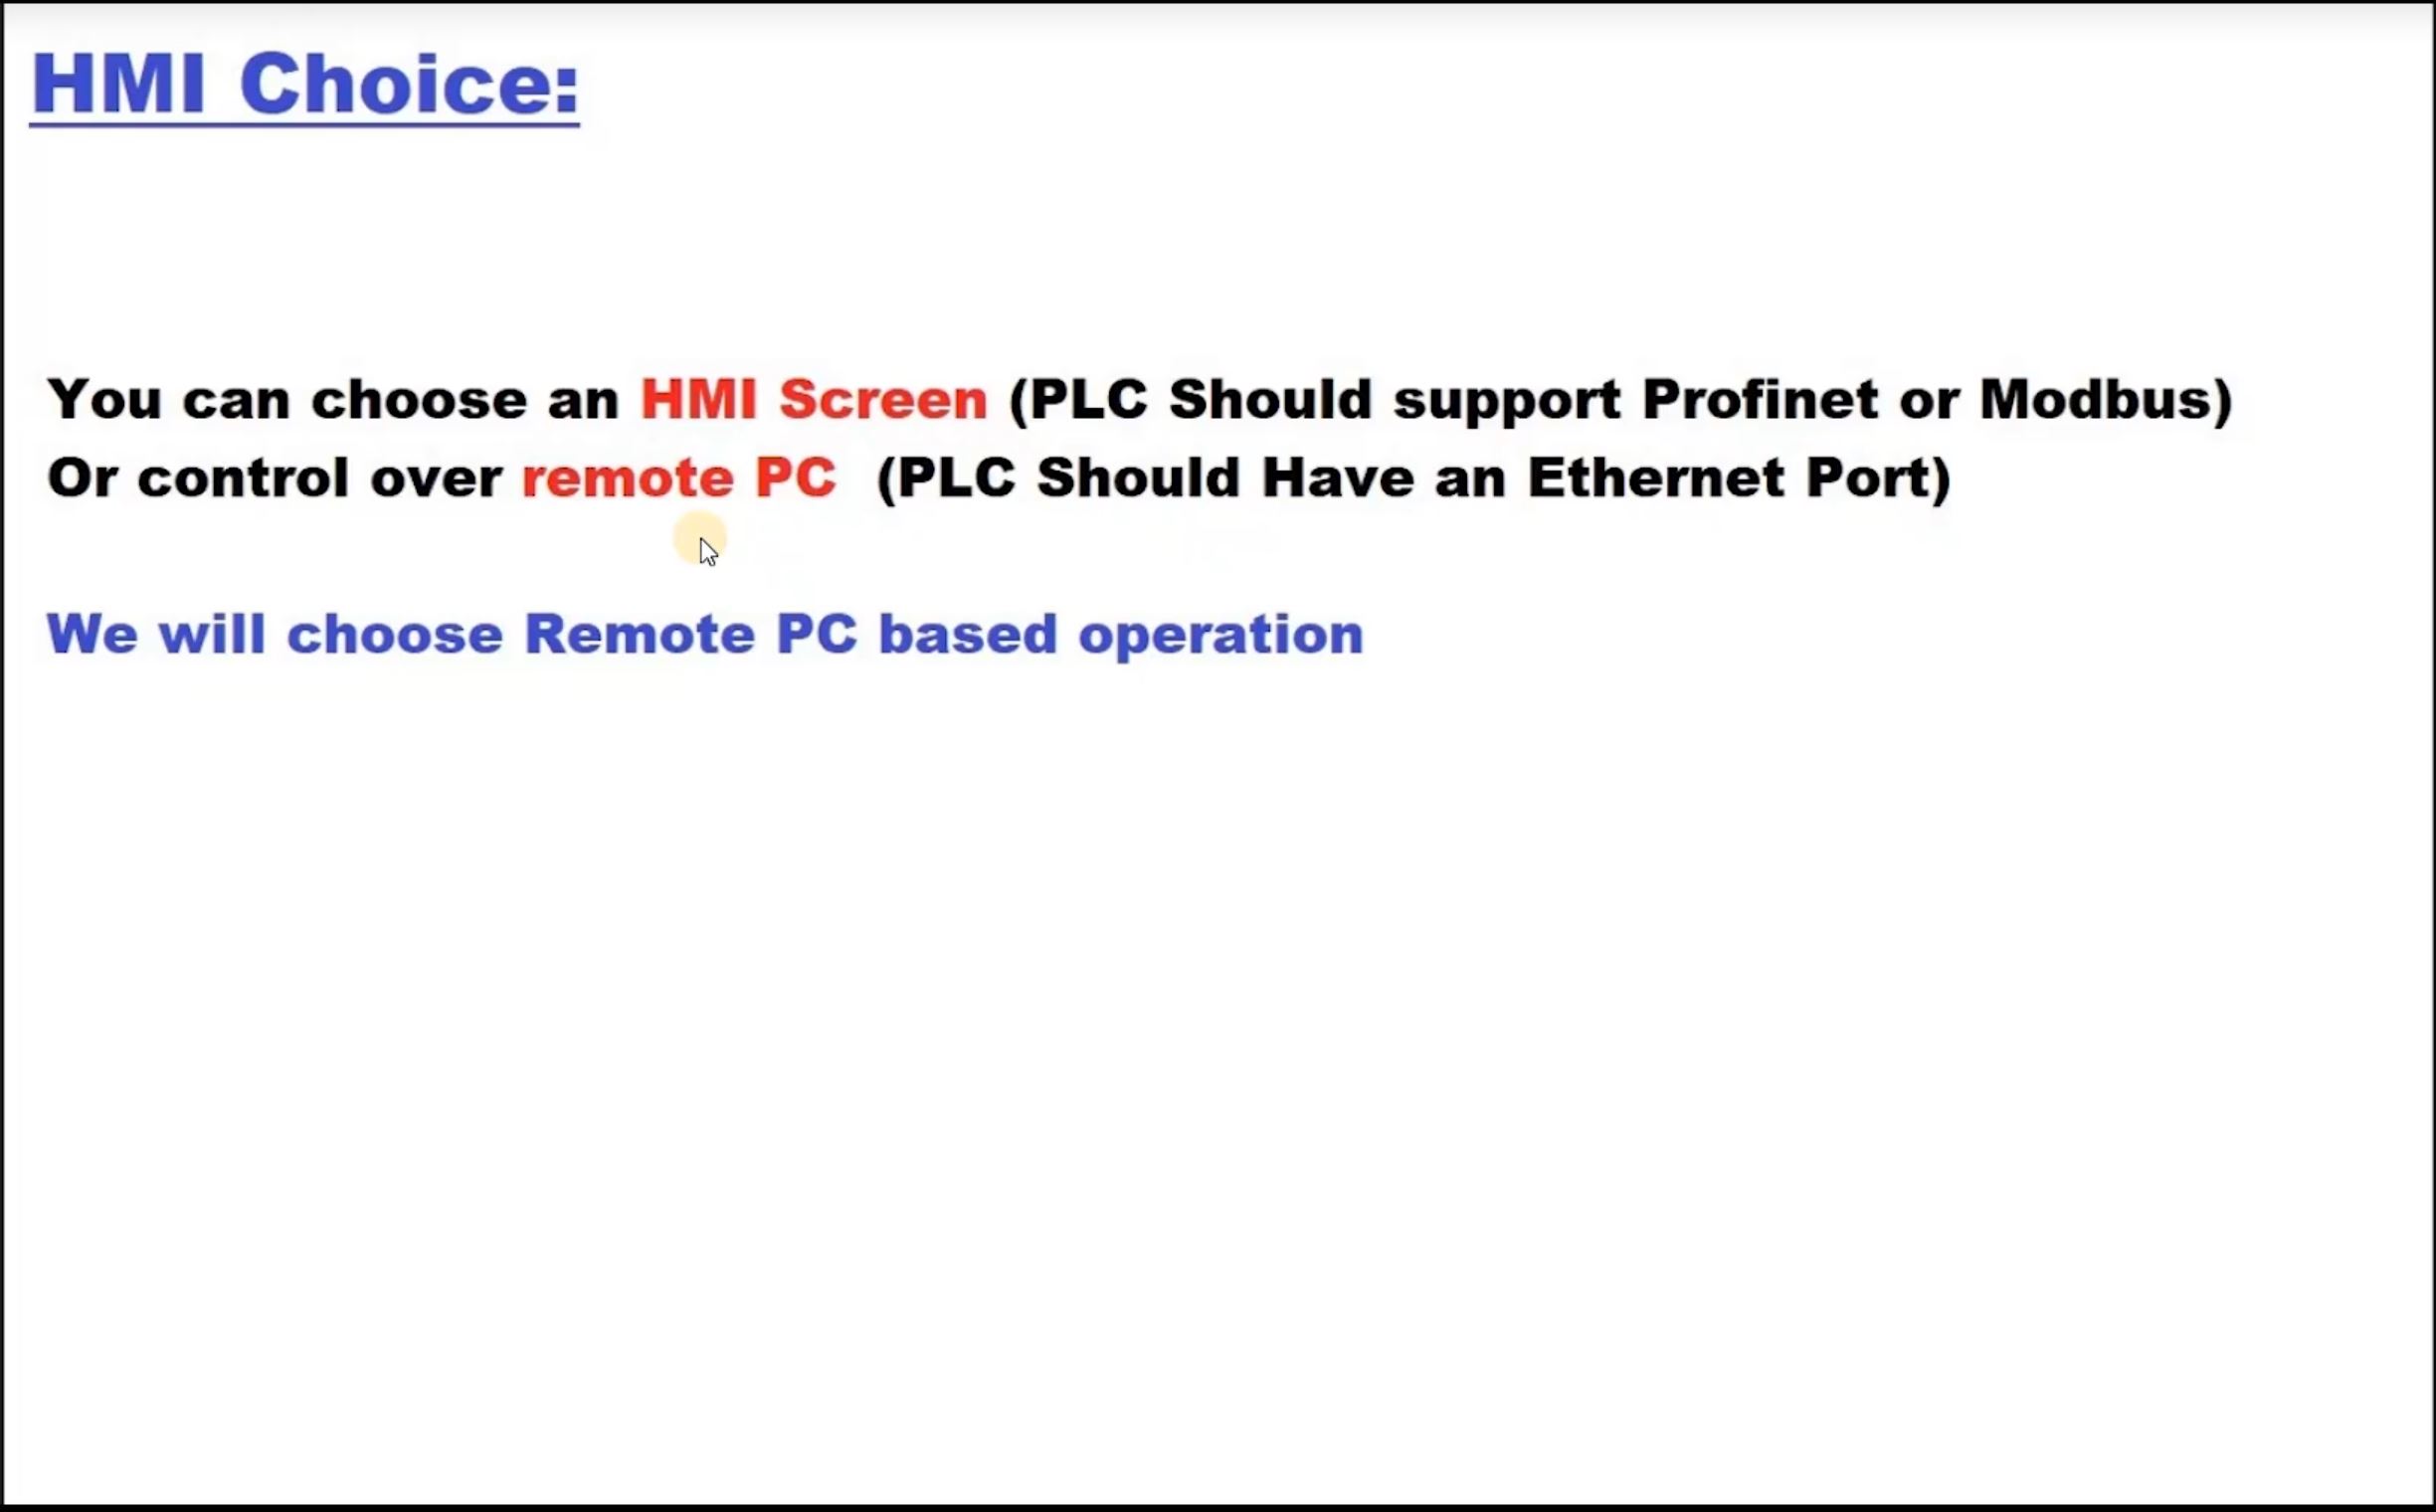 HMI Choice:
You can choose an HMI Screen (PLC Should support Profinet or Modbus)
Or control over remote PC (PLC Should Have an Ethernet Port)
We will choose Remote PC based operation